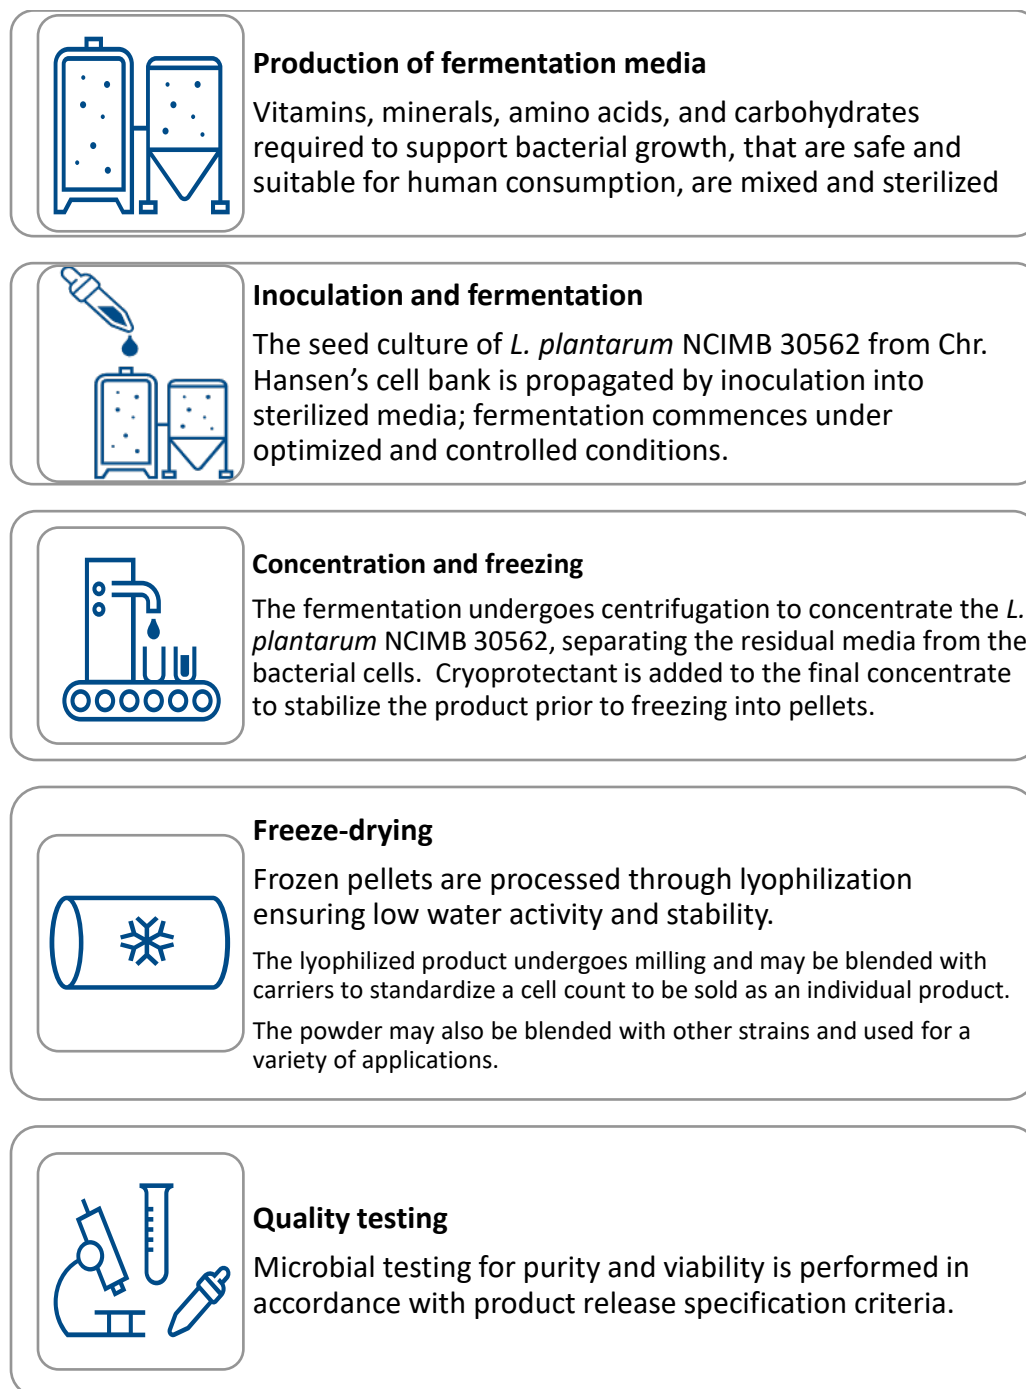 Production of fermentation media
Vitamins, minerals, amino acids, and carbohydrates
required to support bacterial growth, that are safe and
suitable for human consumption, are mixed and sterilized
Inoculation and fermentation
The seed culture of L. plantarum NCIMB 30562 from Chr.
Hansen’s cell bank is propagated by inoculation into
sterilized media; fermentation commences under
optimized and controlled conditions.
Concentration and freezing
The fermentation undergoes centrifugation to concentrate the L.
plantarum NCIMB 30562, separating the residual media from the
bacterial cells.  Cryoprotectant is added to the final concentrate
to stabilize the product prior to freezing into pellets.
Freeze-drying
Frozen pellets are processed through lyophilization
ensuring low water activity and stability.
The lyophilized product undergoes milling and may be blended with
carriers to standardize a cell count to be sold as an individual product.
The powder may also be blended with other strains and used for a
variety of applications.
Quality testing
Microbial testing for purity and viability is performed in
accordance with product release specification criteria.